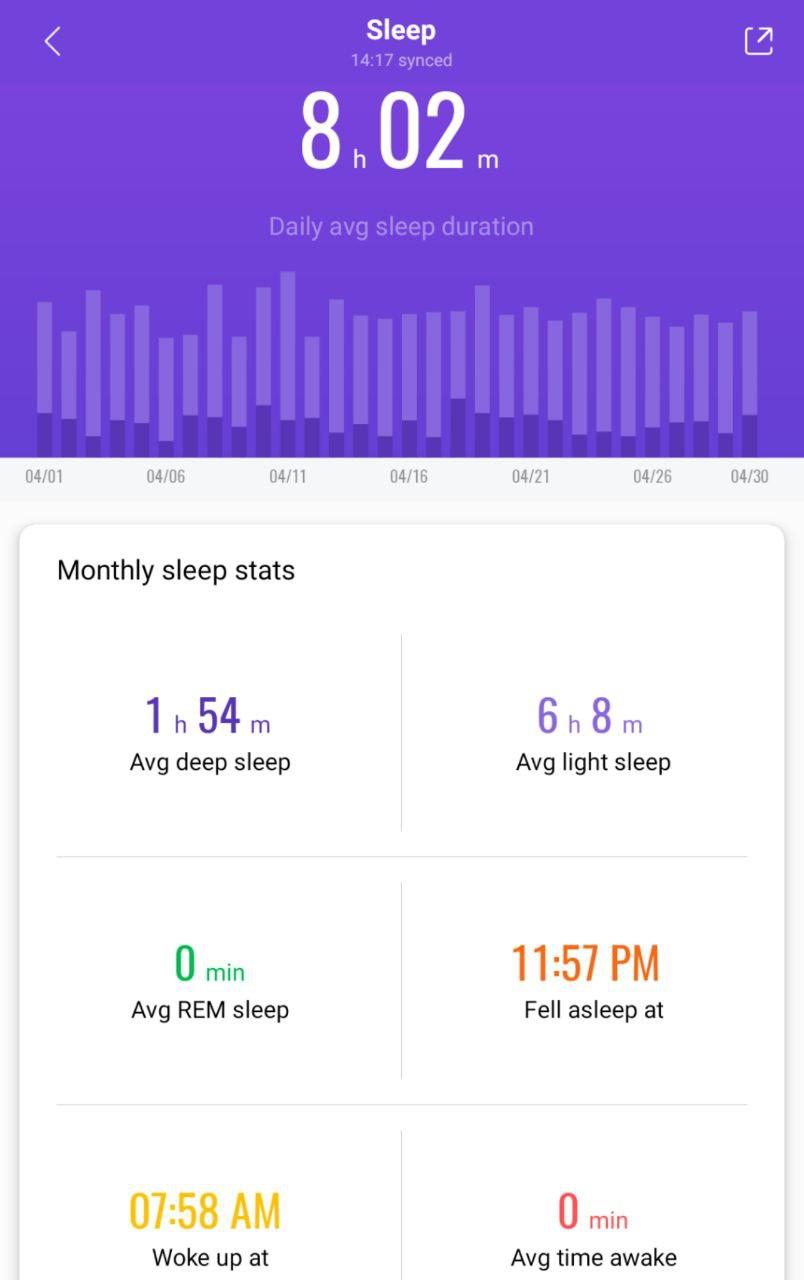 Sleep
14:17 synced
8 h 02 m
Daily avg sleep duration
04/01 04/06 04/11 04/16 04/21 04/26 04/30
Monthly sleep stats
1 h 54 m 6 h 8 m
Avg deep sleep Avg light sleep
0 min 11:57 PM
Avg REM sleep Fell asleep at
07:58 AM 0 min
Woke up at Avg time awake